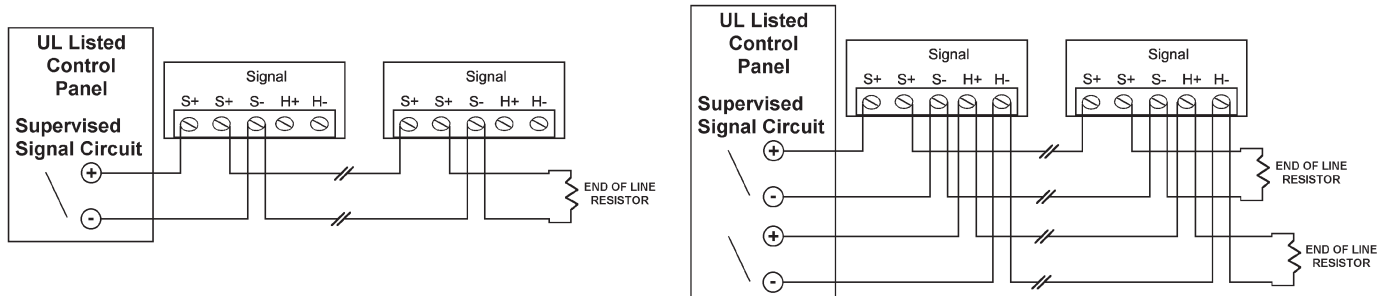 UL Listed
Control
Panel
Supervised
Signal Circuit
+
-
Signal
S+ S+ S- H+ H-
Signal
S+ S+ S- H+ H-
END OF LINE
RESISTOR
UL Listed
Control
Panel
Supervised
Signal Circuit
+
-
+
-
Signal
S+ S+ S- H+ H-
Signal
S+ S+ S- H+ H-
END OF LINE
RESISTOR
END OF LINE
RESISTOR